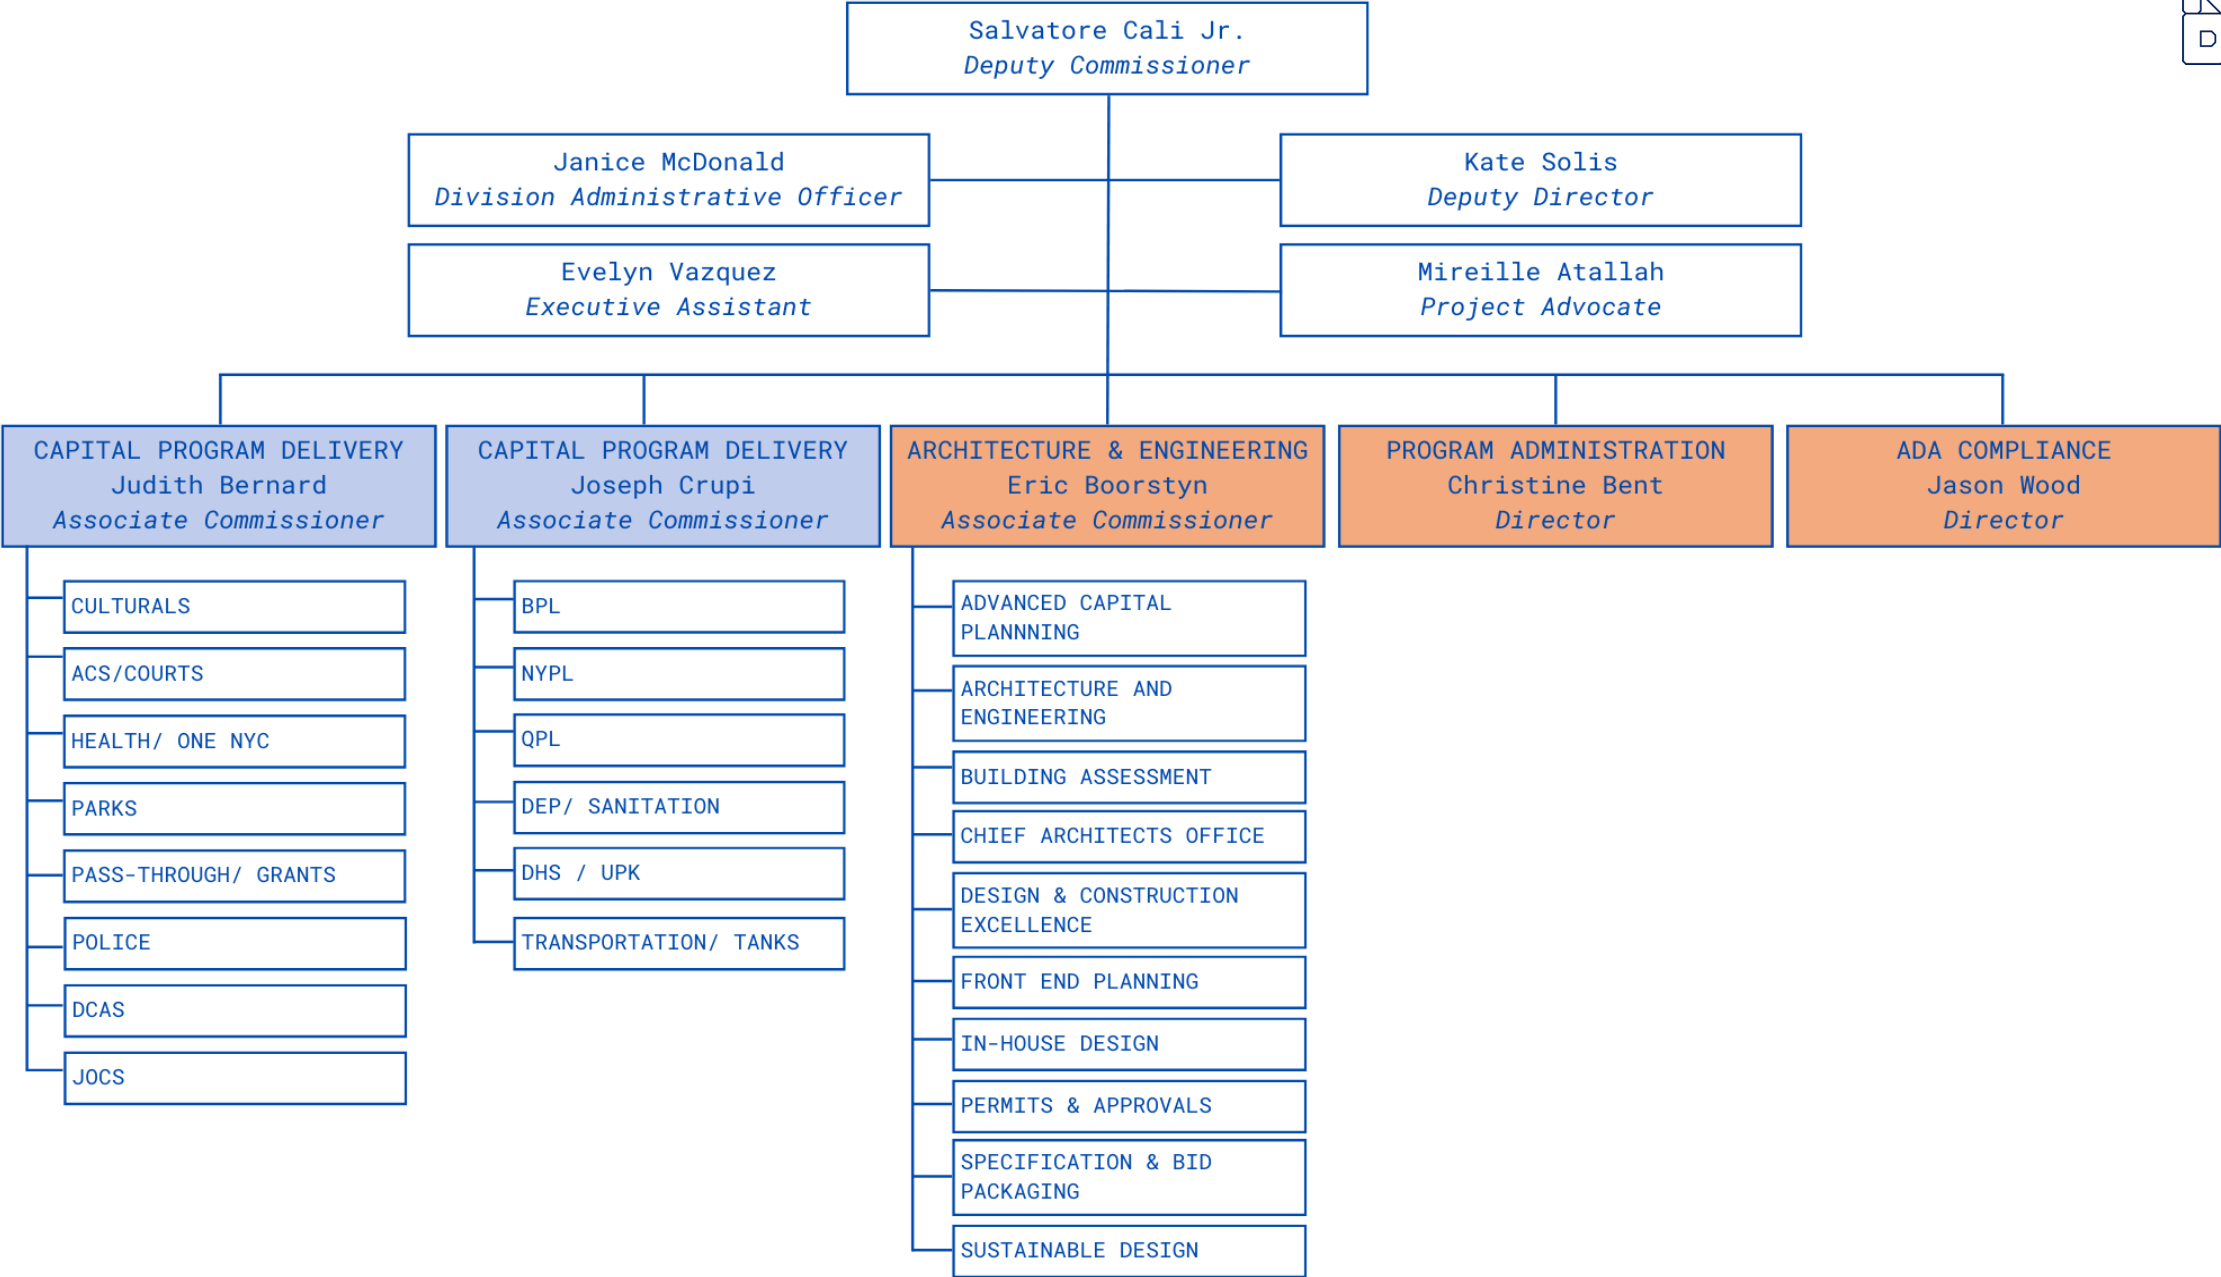 Salvatore Cali Jr.
Deputy Commissioner
Janice McDonald
Division Administrative Officer
Kate Solis
Deputy Director
Evelyn Vazquez
Executive Assistant
Mireille Atallah
Project Advocate
CAPITAL PROGRAM DELIVERY
Judith Bernard
Associate Commissioner
CULTURALS
ACS/COURTS
HEALTH/ ONE NYC
PARKS
PASS-THROUGH/ GRANTS
POLICE
DCAS
JOCS
CAPITAL PROGRAM DELIVERY
Joseph Crupi
Associate Commissioner
BPL
NYPL
QPL
DEP/ SANITATION
DHS / UPK
TRANSPORTATION/ TANKS
ARCHITECTURE & ENGINEERING
Eric Boorstyn
Associate Commissioner
ADVANCED CAPITAL
PLANNNING
ARCHITECTURE AND
ENGINEERING
BUILDING ASSESSMENT
CHIEF ARCHITECTS OFFICE
DESIGN & CONSTRUCTION
EXCELLENCE
FRONT END PLANNING
IN-HOUSE DESIGN
PERMITS & APPROVALS
SPECIFICATION & BID
PACKAGING
SUSTAINABLE DESIGN
PROGRAM ADMINISTRATION
Christine Bent
Director
ADA COMPLIANCE
Jason Wood
Director